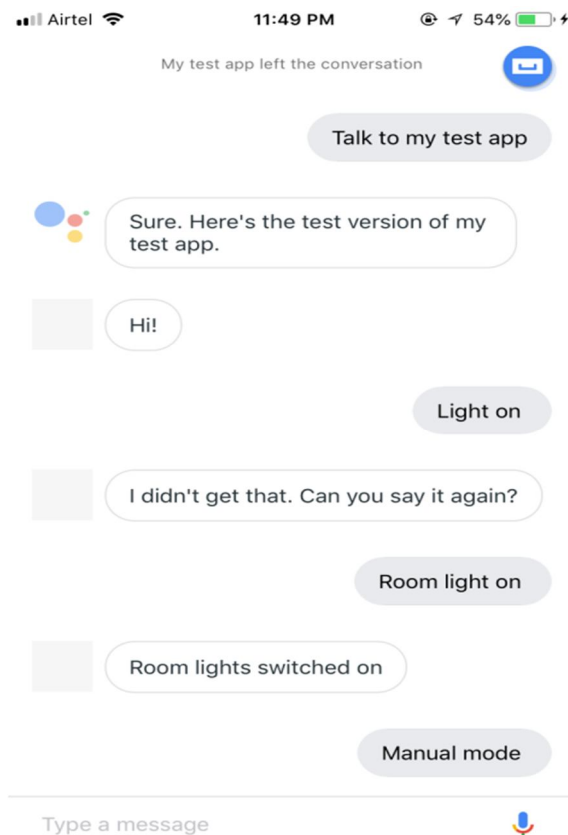 Airtel 11:49 PM 54%
My test app left the conversation
Talk to my test app
Sure. Here's the test version of my
test app.
Hi!
Light on
I didn't get that. Can you say it again?
Room light on
Room lights switched on
Manual mode
Type a message